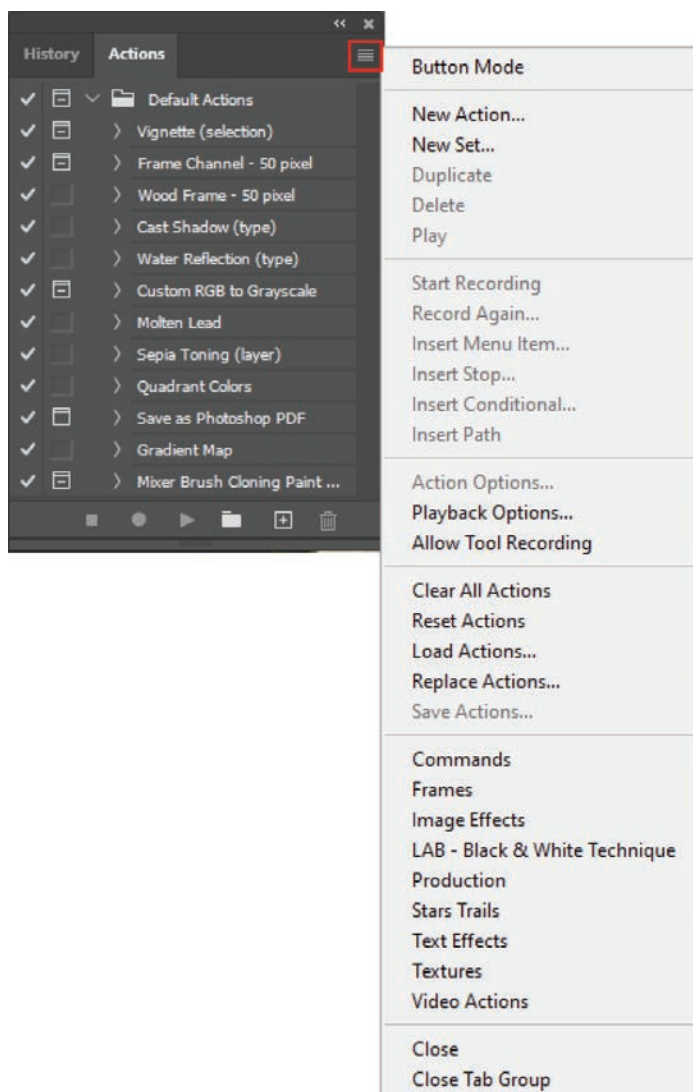 History
Actions
Default Actions
Vignette (selection)
Frame Channel - 50 pixel
Wood Frame - 50 pixel
Cast Shadow (type)
Water Reflection (type)
Custom RGB to Grayscale
Molten Lead
Sepia Toning (layer)
Quadrant Colors
Save as Photoshop PDF
Gradient Map
Mixer Brush Cloning Paint ...
Button Mode
New Action...
New Set...
Duplicate
Delete
Play
Start Recording
Record Again...
Insert Menu Item...
Insert Stop...
Insert Conditional...
Insert Path
Action Options...
Playback Options...
Allow Tool Recording
Clear All Actions
Reset Actions
Load Actions...
Replace Actions...
Save Actions...
Commands
Frames
Image Effects
LAB - Black & White Technique
Production
Stars Trails
Text Effects
Textures
Video Actions
Close
Close Tab Group